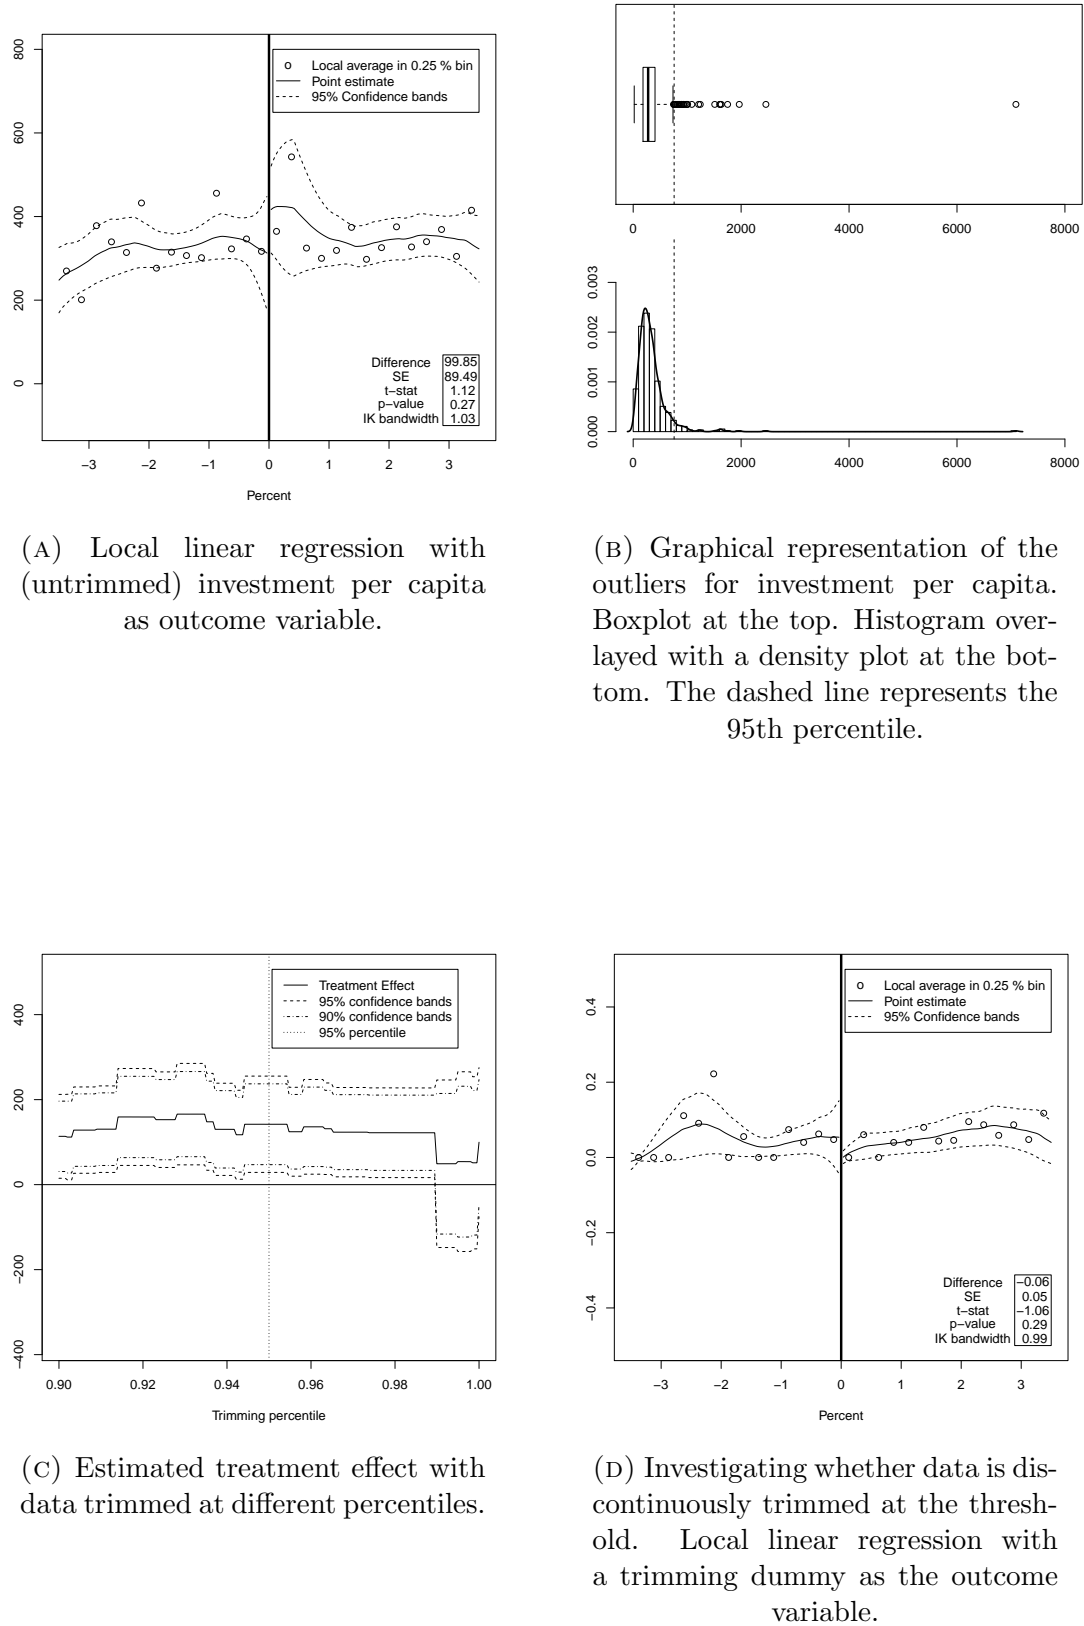 800
600
400
200
0
Local average in 0.25 % bin
Point estimate
95% Confidence bands
Difference 99.85
SE 89.49
t−stat 1.12
p−value 0.27
IK bandwidth 1.03
−3 −2 −1 0 1 2 3
Percent
(A) Local linear regression with
(untrimmed) investment per capita
as outcome variable.
0 2000 4000 6000 8000
0.003
0.002
0.001
0.000
0 2000 4000 6000 8000
(B) Graphical representation of the
outliers for investment per capita.
Boxplot at the top. Histogram over-
layed with a density plot at the bot-
tom. The dashed line represents the
95th percentile.
400
200
0
−200
−400
Treatment Effect
95% confidence bands
90% confidence bands
95% percentile
0.90 0.92 0.94 0.96 0.98 1.00
Trimming percentile
(C) Estimated treatment effect with
data trimmed at different percentiles.
0.4
0.2
0.0
−0.2
−0.4
Local average in 0.25 % bin
Point estimate
95% Confidence bands
Difference −0.06
SE 0.05
t−stat −1.06
p−value 0.29
IK bandwidth 0.99
−3 −2 −1 0 1 2 3
Percent
(D) Investigating whether data is dis-
continuously trimmed at the thresh-
old. Local linear regression with
a trimming dummy as the outcome
variable.